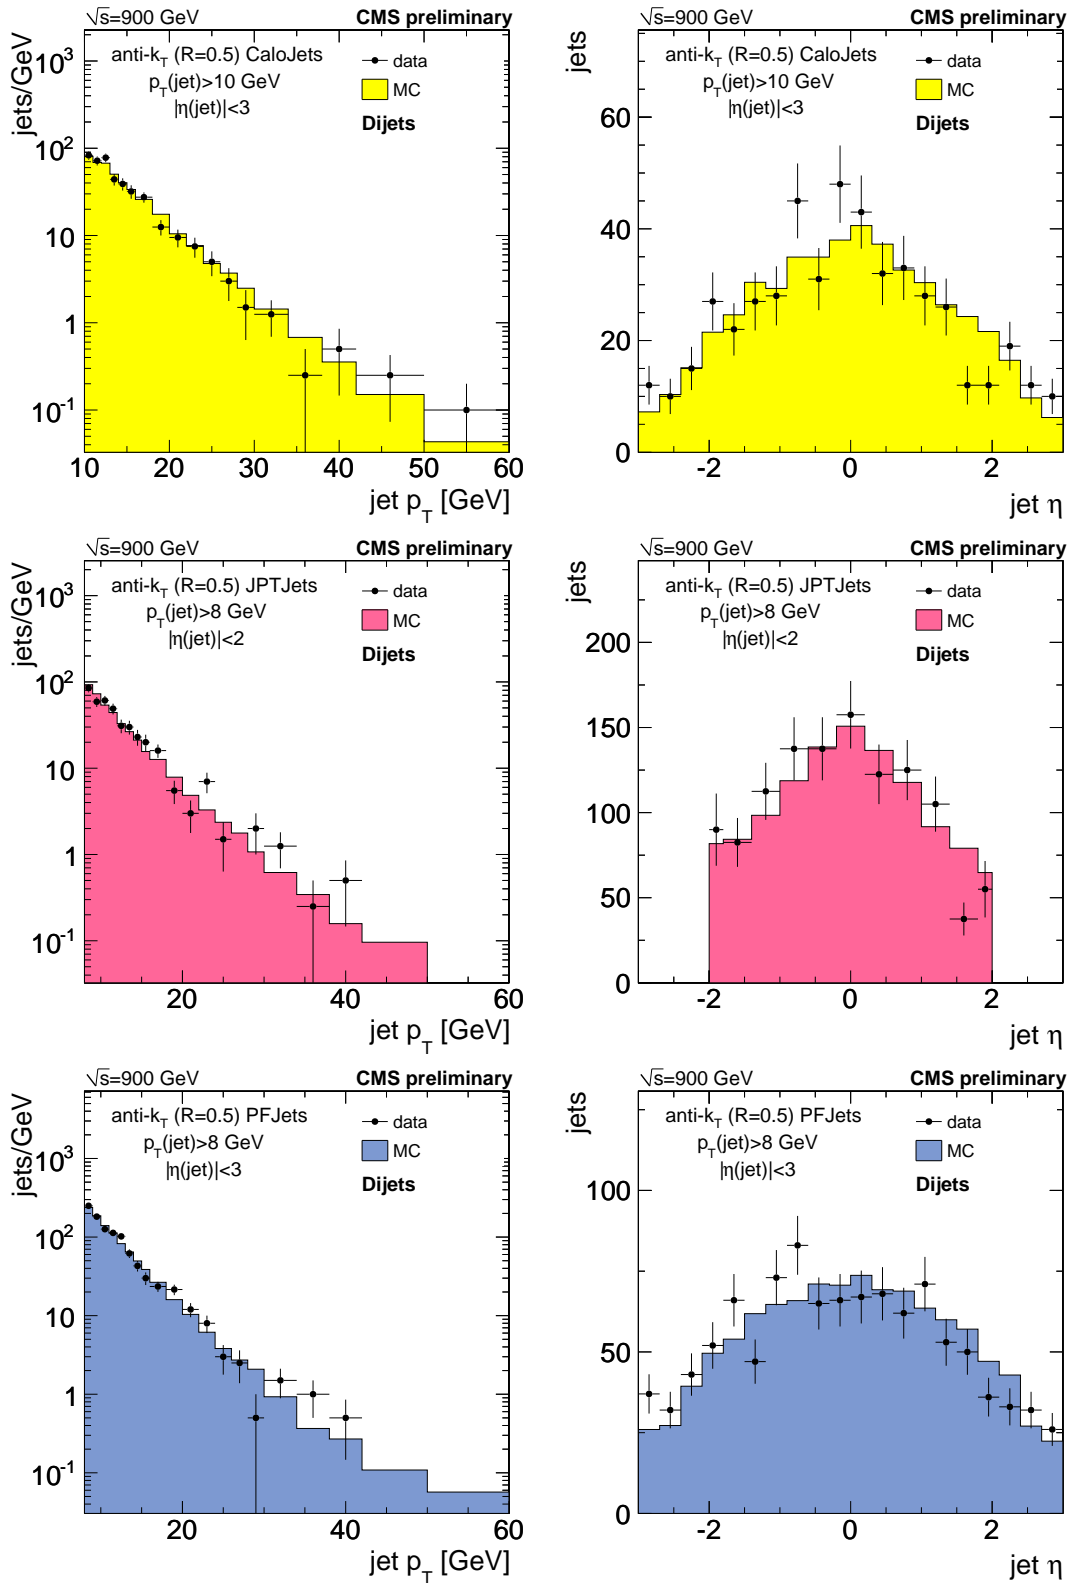 √s=900 GeV CMS preliminary
anti-k_T (R=0.5) CaloJets
p_T(jet)>10 GeV
|η(jet)|<3
data
MC
Dijets
jets/GeV
10³
10²
10
1
10⁻¹
10 20 30 40 50 60
jet p_T [GeV]
√s=900 GeV CMS preliminary
anti-k_T (R=0.5) CaloJets
p_T(jet)>10 GeV
|η(jet)|<3
data
MC
Dijets
jets
60
40
20
0
-2 0 2
jet η
√s=900 GeV CMS preliminary
anti-k_T (R=0.5) JPTJets
p_T(jet)>8 GeV
|η(jet)|<2
data
MC
Dijets
jets/GeV
10³
10²
10
1
10⁻¹
20 40 60
jet p_T [GeV]
√s=900 GeV CMS preliminary
anti-k_T (R=0.5) JPTJets
p_T(jet)>8 GeV
|η(jet)|<2
data
MC
Dijets
jets
200
150
100
50
0
-2 0 2
jet η
√s=900 GeV CMS preliminary
anti-k_T (R=0.5) PFJets
p_T(jet)>8 GeV
|η(jet)|<3
data
MC
Dijets
jets/GeV
10³
10²
10
1
10⁻¹
20 40 60
jet p_T [GeV]
√s=900 GeV CMS preliminary
anti-k_T (R=0.5) PFJets
p_T(jet)>8 GeV
|η(jet)|<3
data
MC
Dijets
jets
100
50
0
-2 0 2
jet η